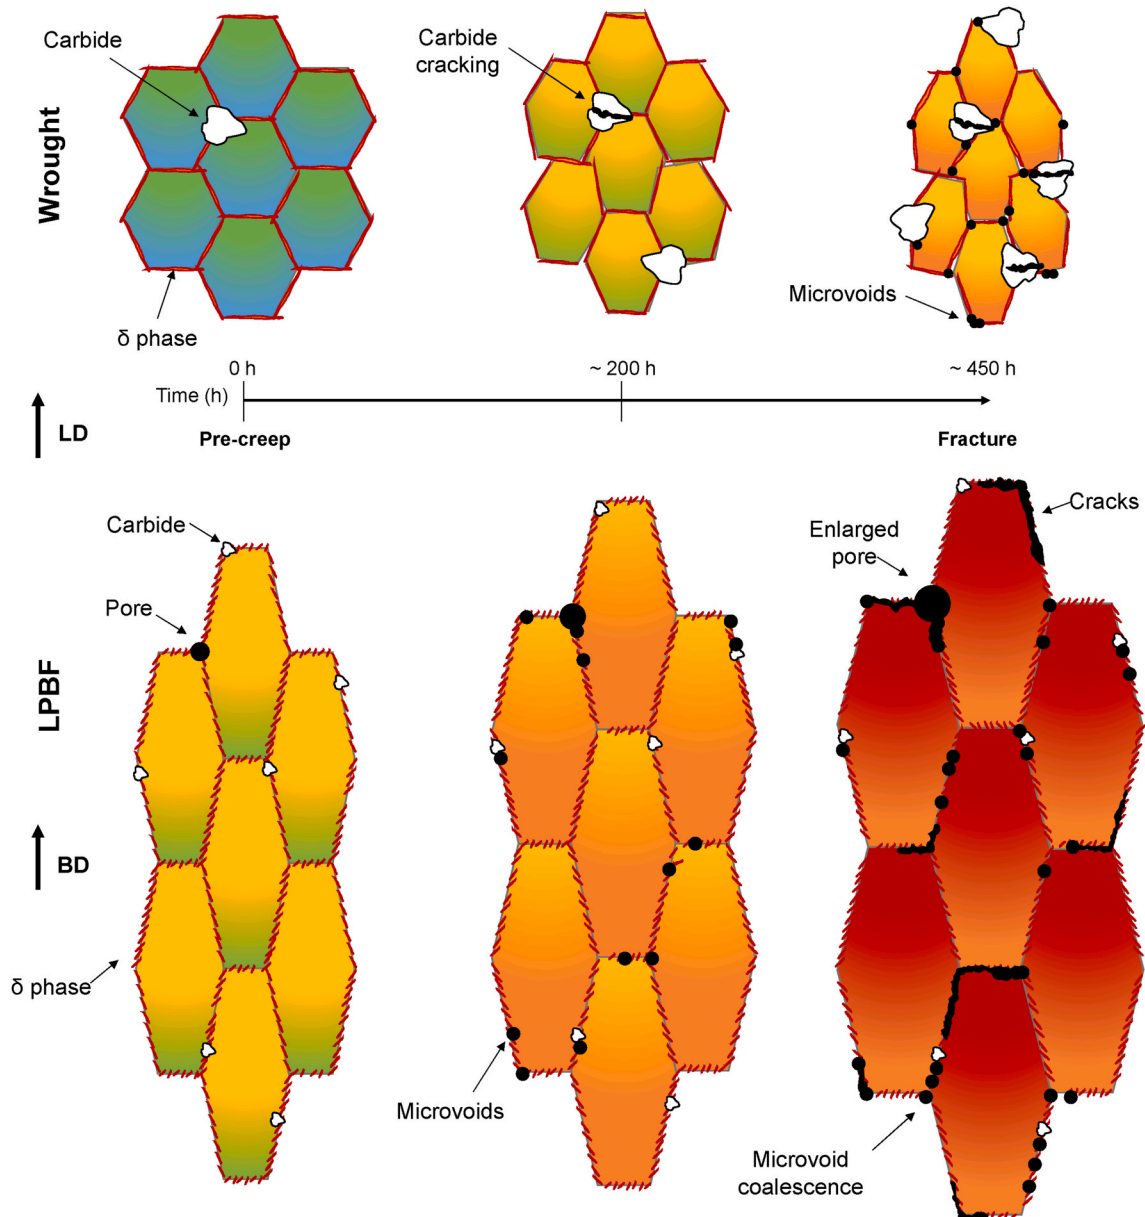 Carbide
Carbide
cracking
Wrought
Microvoids
δ phase
0 h
~ 200 h
~ 450 h
Time (h)
LD
Pre-creep
Fracture
Carbide
Cracks
Enlarged
pore
Pore
LPBF
BD
δ phase
Microvoids
Microvoid
coalescence